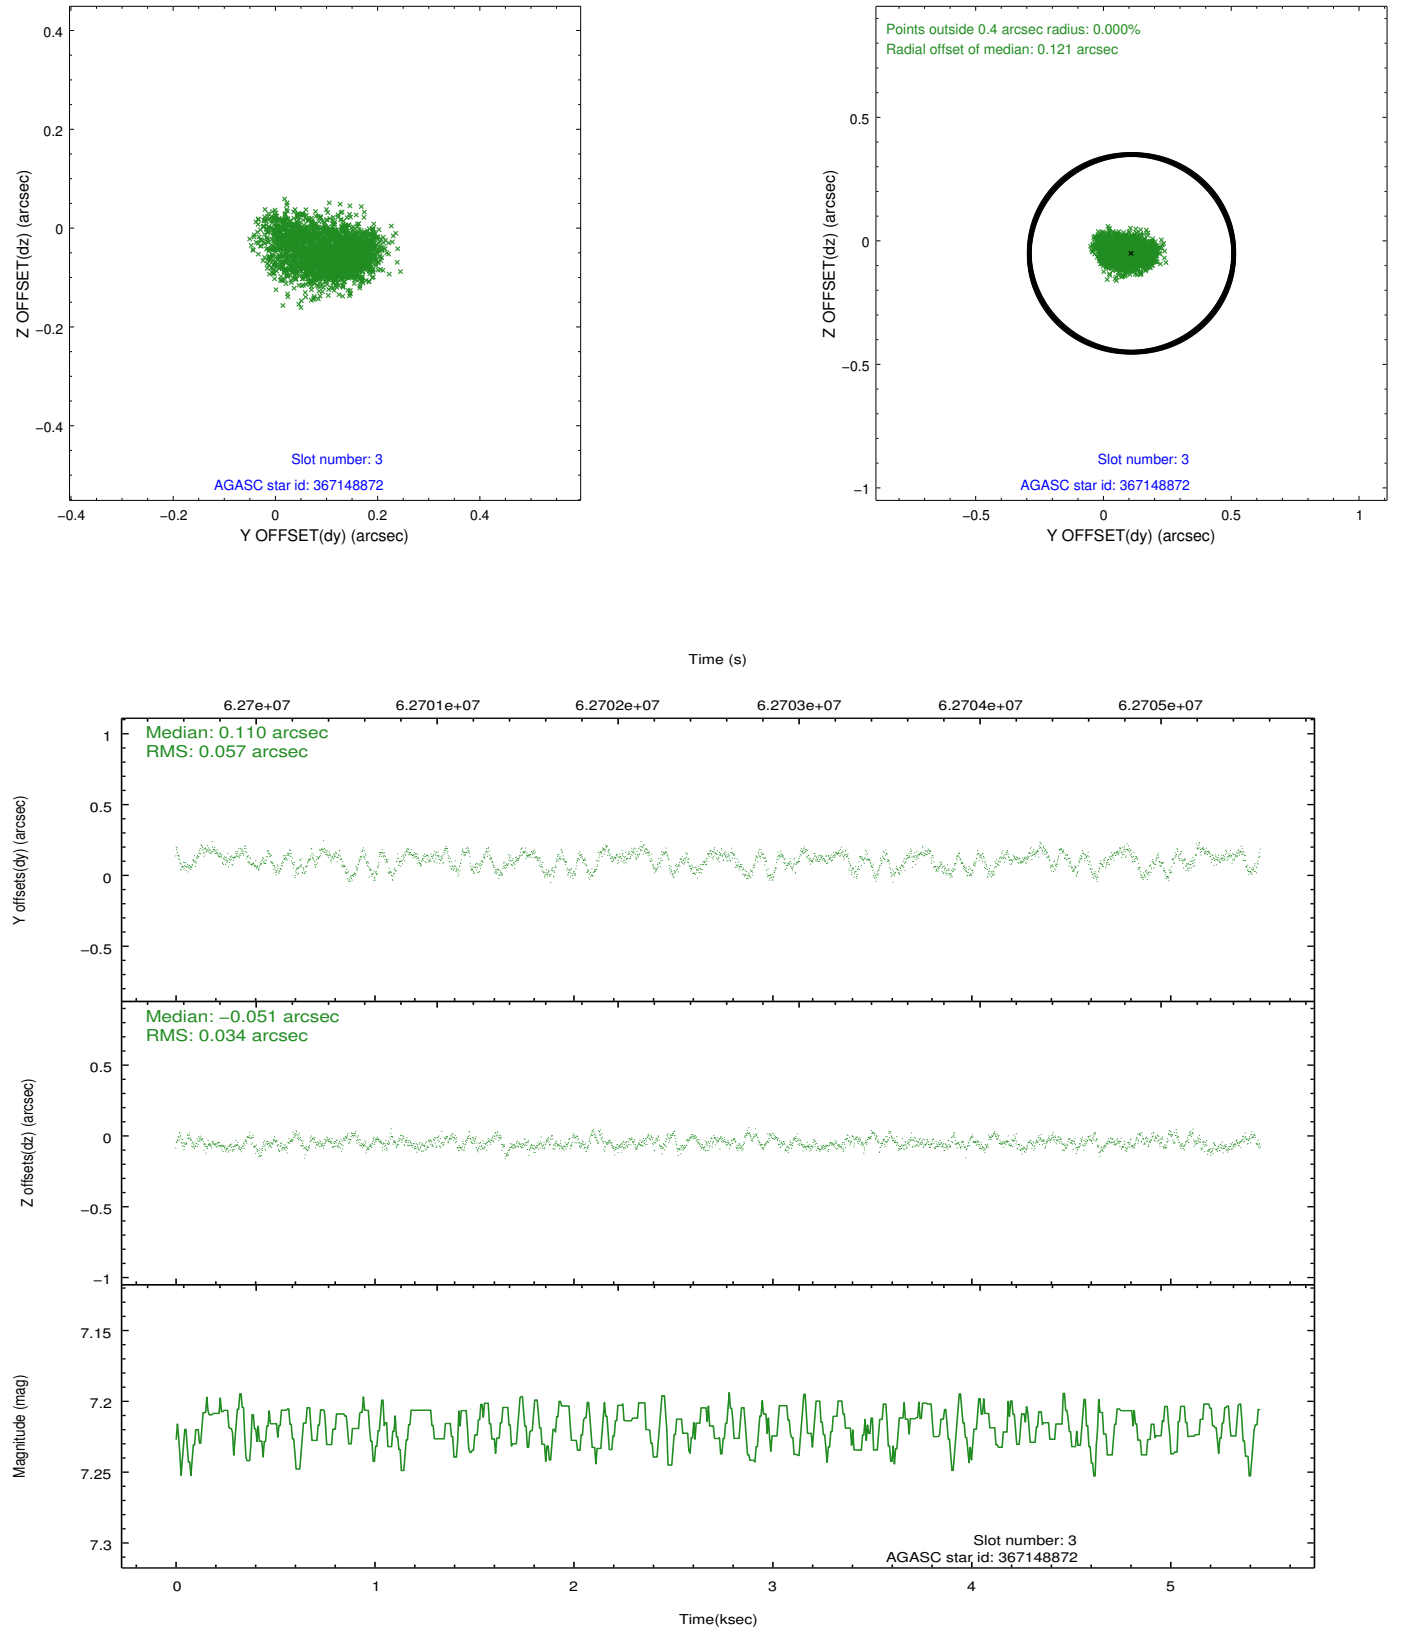 0.4
0.2
0
−0.2
−0.4
Z OFFSET(dz) (arcsec)
Slot number: 3
AGASC star id: 367148872
−0.4 −0.2 0 0.2 0.4
Y OFFSET(dy) (arcsec)
Points outside 0.4 arcsec radius: 0.000%
Radial offset of median: 0.121 arcsec
0.5
0
−0.5
−1
Z OFFSET(dz) (arcsec)
Slot number: 3
AGASC star id: 367148872
−0.5 0 0.5 1
Y OFFSET(dy) (arcsec)
Time (s)
6.27e+07 6.2701e+07 6.2702e+07 6.2703e+07 6.2704e+07 6.2705e+07
Median: 0.110 arcsec
RMS: 0.057 arcsec
1
0.5
0
−0.5
Y offsets(dy) (arcsec)
Median: −0.051 arcsec
RMS: 0.034 arcsec
0.5
0
−0.5
−1
Z offsets(dz) (arcsec)
7.15
7.2
7.25
7.3
Magnitude (mag)
Slot number: 3
AGASC star id: 367148872
0 1 2 3 4 5
Time(ksec)